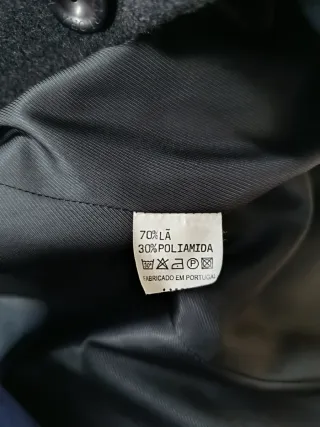 70% LÃ
30% POLIAMIDA
P
FABRICADO EM PORTUGAL